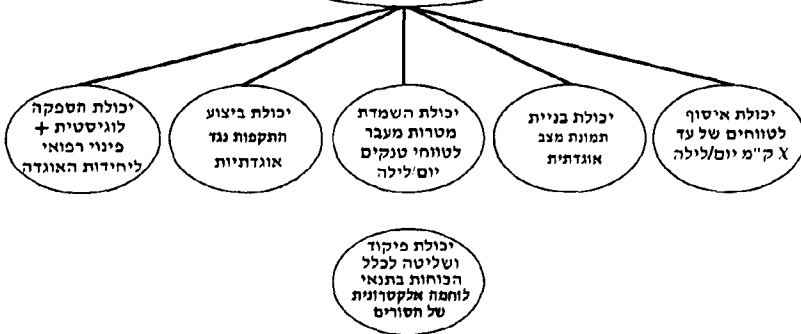 יכולת איסוף
לטווחים של עד
X ק"מ יום/לילה
יכולת בניית
תמונת מצב
אוגדתית
יכולת השמדת
מטרות מעבר
לטווחי טנקים
יום/לילה
יכולת ביצוע
התקפות נגד
אוגדתיות
יכולת הספקה
לוגיסטית +
פינוי רפואי
ליחידות האוגדה
יכולת פיקוד
ושליטה לכלל
הכוחות בתנאי
לוחמה אלקטרונית
של הסורים